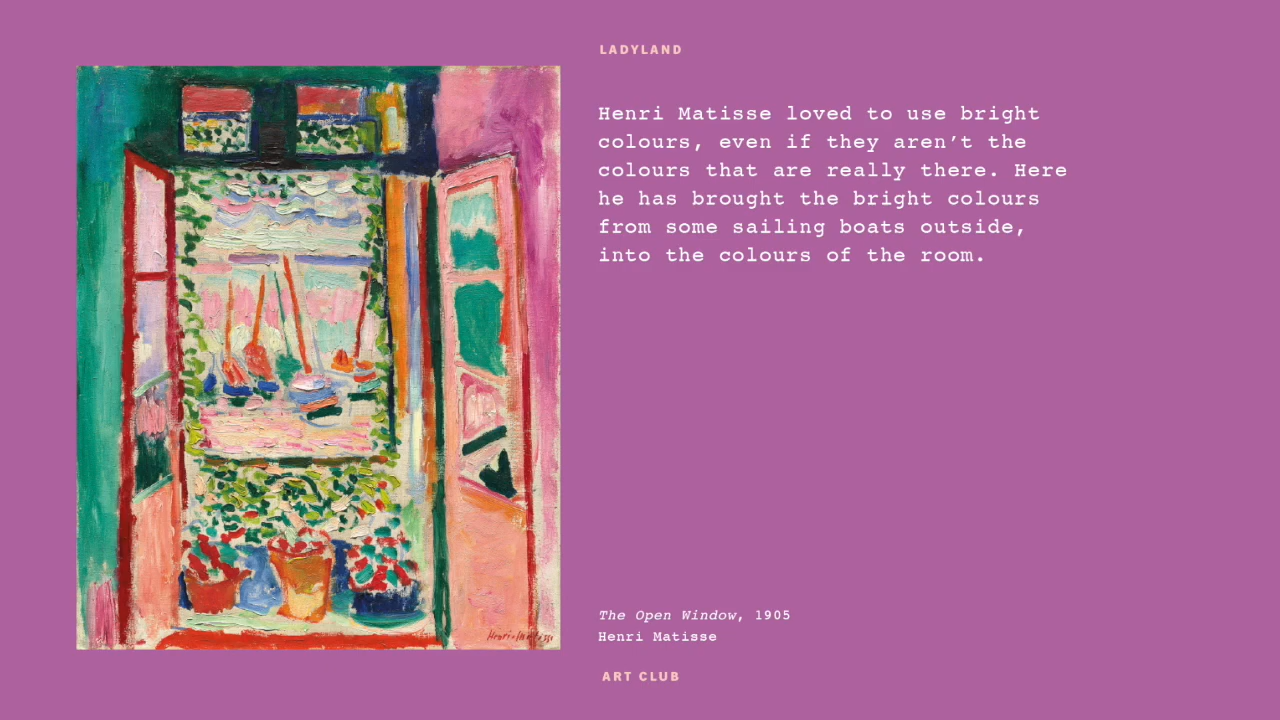 LADYLAND
Henri Matisse loved to use bright
colours, even if they aren’t the
colours that are really there. Here
he has brought the bright colours
from some sailing boats outside,
into the colours of the room.
Henri Matisse
The Open Window, 1905
Henri Matisse
ART CLUB